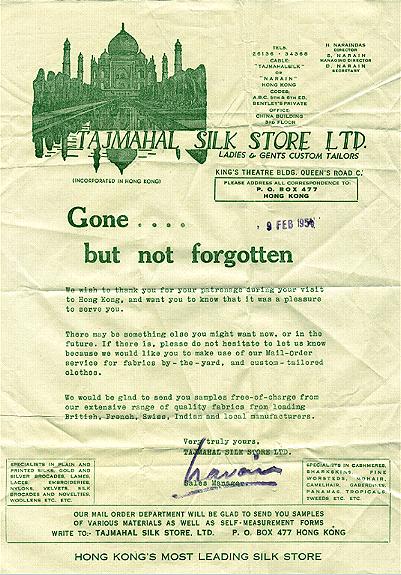 TELS.
26136 - 34368
CABLE:
"TAJMAHALSILK"
OR
"NARAIN"
HONG KONG
CODES:
A.B.C. 5TH & 6TH ED.
BENTLEY'S PRIVATE
OFFICE:
CHINA BUILDING
3RD FLOOR
H. NARAINDAS
DIRECTOR
B. NARAIN
MANAGING DIRECTOR
D. NARAIN
SECRETARY
TAJMAHAL SILK STORE LTD.
LADIES & GENTS CUSTOM TAILORS
(INCORPORATED IN HONG KONG)
KING'S THEATRE BLDG. QUEEN'S ROAD C.
PLEASE ADDRESS ALL CORRESPONDENCE TO:
P. O. BOX 477
HONG KONG
Gone . . . .
9 FEB
but not forgotten
We wish to thank you for your patronage during your visit
to Hong Kong, and want you to know that it was a pleasure
to serve you.
There may be something else you might want now, or in the
future. If there is, please do not hesitate to let us know
because we would like you to make use of our Mail-Order
service for fabrics by-the-yard, and custom-tailored
clothes.
We would be glad to send you samples free-of-charge from
our extensive range of quality fabrics from leading
British, French, Swiss, Indian and local manufacturers.
Very truly yours,
TAJMAHAL SILK STORE LTD.
Narain
Sales Manager.
SPECIALISTS IN PLAIN AND
PRINTED SILKS, GOLD AND
SILVER BROCADES, LAMES,
LACES, EMBROIDERIES,
NYLONS, VELVETS, SILK
BROCADES AND NOVELTIES,
WOOLLENS ETC. ETC.
SPECIALISTS IN CASHMERES,
SHARKSKINS, FINE
WORSTEDS, MOHAIR,
CAMELHAIR, GABERDINES,
PANAMAS, TROPICALS,
TWEEDS ETC. ETC.
OUR MAIL ORDER DEPARTMENT WILL BE GLAD TO SEND YOU SAMPLES
OF VARIOUS MATERIALS AS WELL AS SELF-MEASUREMENT FORMS
WRITE TO:- TAJMAHAL SILK STORE, LTD. P. O. BOX 477 HONG KONG
HONG KONG'S MOST LEADING SILK STORE